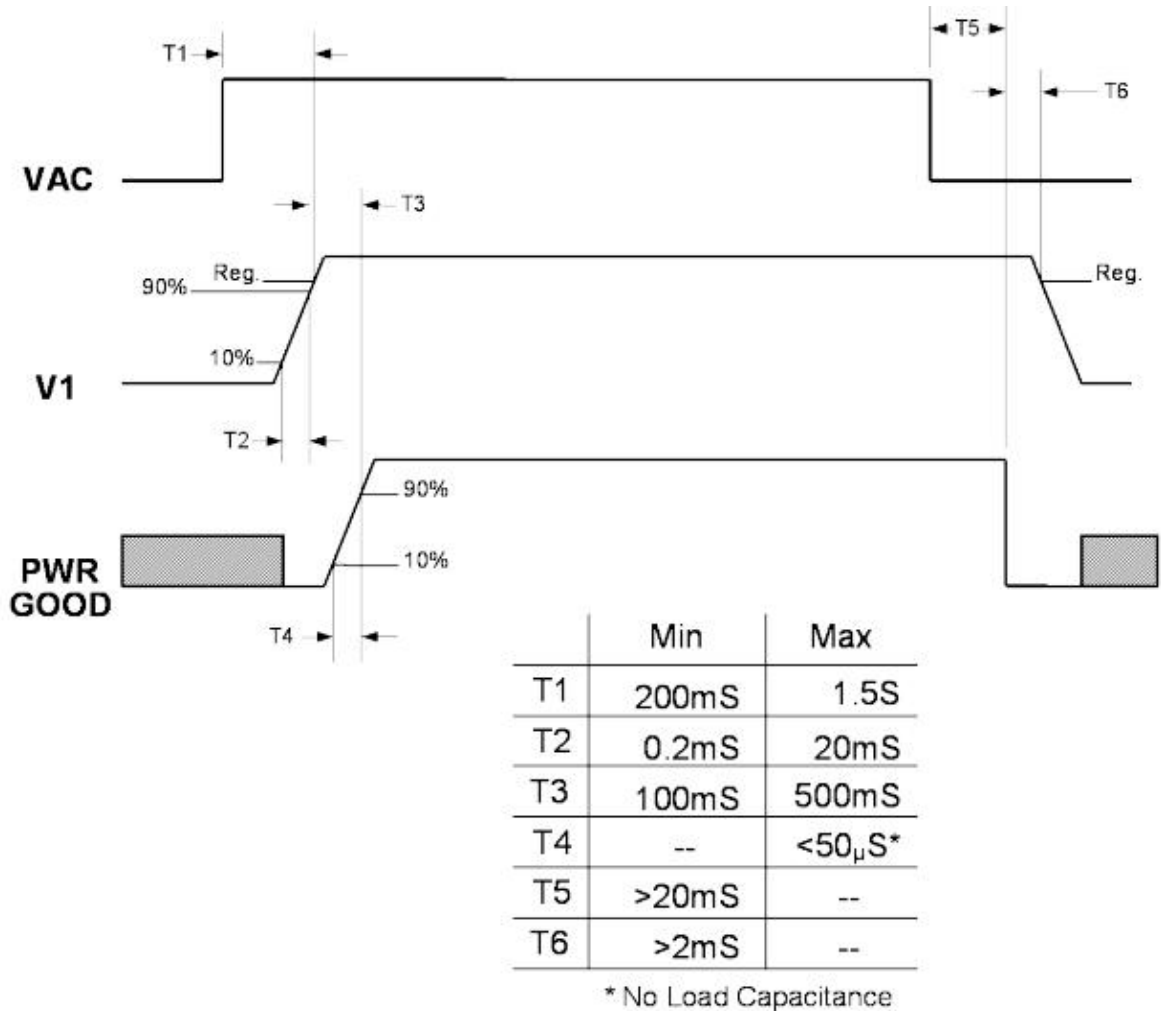 T1
T5
T6
VAC
T3
Reg.
90%
Reg.
10%
V1
T2
90%
10%
PWR
GOOD
T4
Min Max
T1 200mS 1.5S
T2 0.2mS 20mS
T3 100mS 500mS
T4 -- <50µS*
T5 >20mS --
T6 >2mS --
* No Load Capacitance